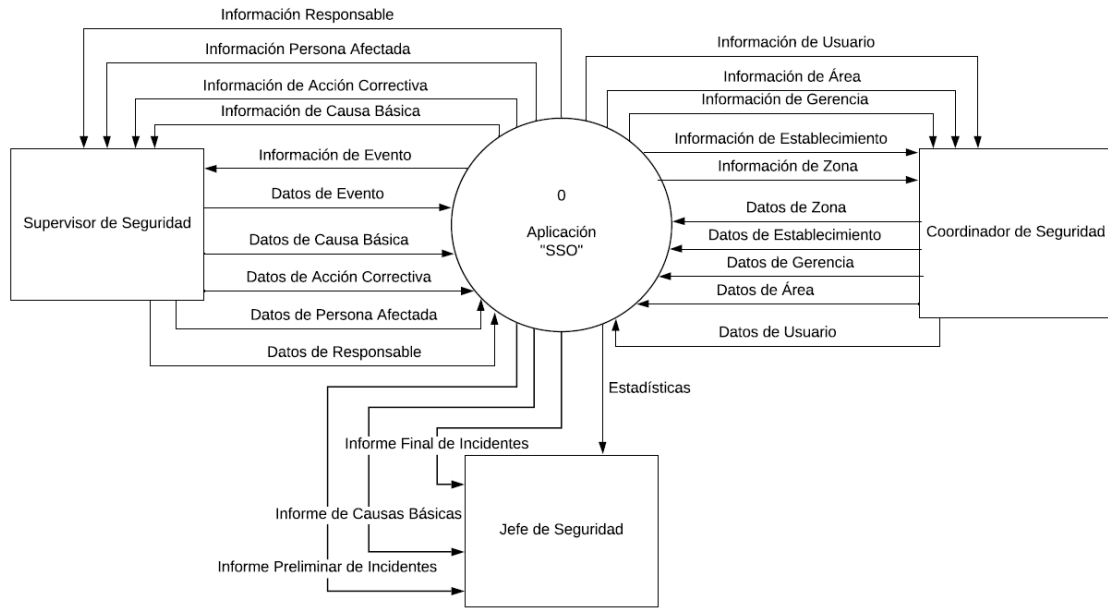 Información Responsable
Información Persona Afectada
Información de Acción Correctiva
Información de Causa Básica
Información de Evento
Datos de Evento
Datos de Causa Básica
Datos de Acción Correctiva
Datos de Persona Afectada
Datos de Responsable
Supervisor de Seguridad
0
Aplicación
"SSO"
Información de Usuario
Información de Área
Información de Gerencia
Información de Establecimiento
Información de Zona
Datos de Zona
Datos de Establecimiento
Datos de Gerencia
Datos de Área
Datos de Usuario
Coordinador de Seguridad
Estadísticas
Informe Final de Incidentes
Informe de Causas Básicas
Informe Preliminar de Incidentes
Jefe de Seguridad